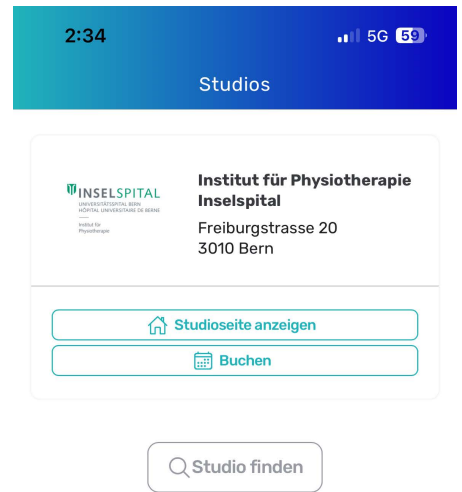 2:34
5G 59
Studios
INSELSPITAL
UNIVERSITÄTSSPITAL BERN
HÔPITAL UNIVERSITAIRE DE BERNE
Institut für
Physiotherapie
Institut für Physiotherapie
Inselspital
Freiburgstrasse 20
3010 Bern
Studioseite anzeigen
Buchen
Studio finden